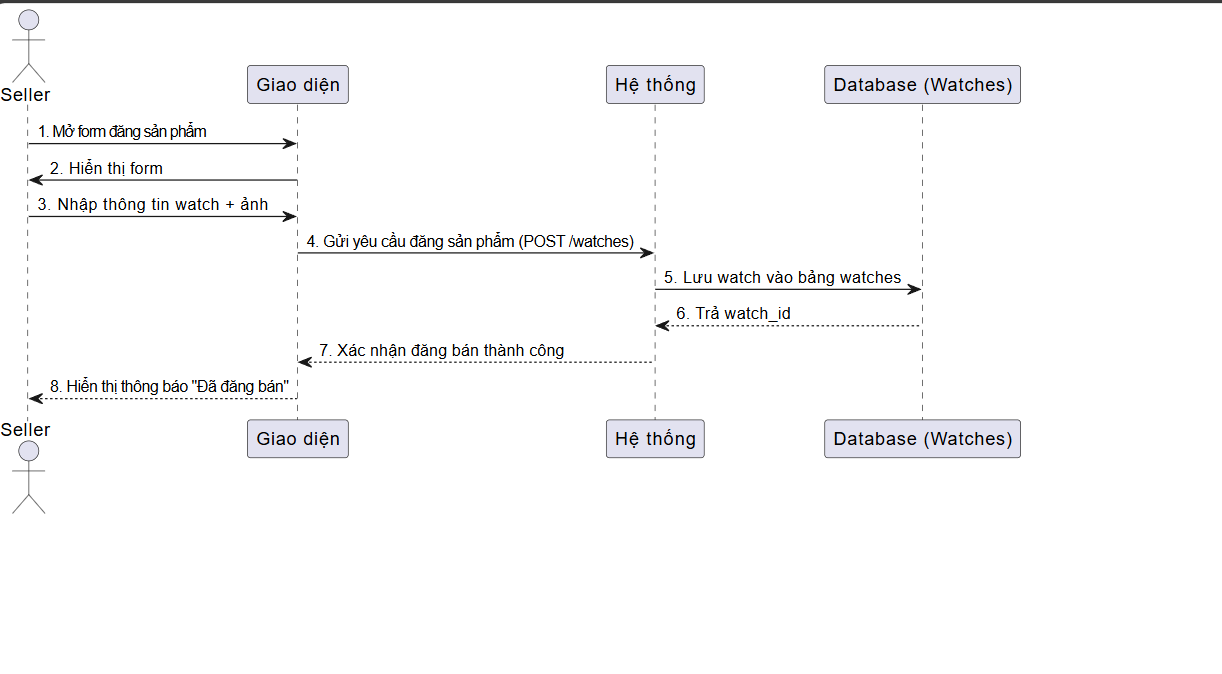 Seller
Giao diện
Hệ thống
Database (Watches)
1. Mở form đăng sản phẩm
2. Hiển thị form
3. Nhập thông tin watch + ảnh
4. Gửi yêu cầu đăng sản phẩm (POST /watches)
5. Lưu watch vào bảng watches
6. Trả watch_id
7. Xác nhận đăng bán thành công
8. Hiển thị thông báo "Đã đăng bán"
Seller
Giao diện
Hệ thống
Database (Watches)